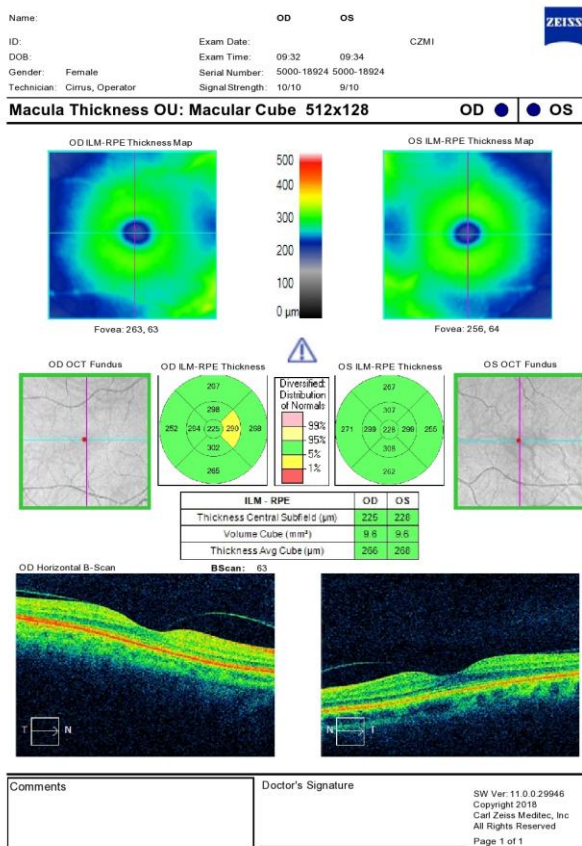 Name: OD OS
ZEISS
ID: Exam Date: CZMI
DOB: Exam Time: 09:32 09:34
Gender: Female Serial Number: 5000-18924 5000-18924
Technician: Cirrus, Operator Signal Strength: 10/10 9/10
Macula Thickness OU: Macular Cube 512x128 OD OS
OD ILM-RPE Thickness Map
OS ILM-RPE Thickness Map
500
400
300
200
100
0 µm
Fovea: 263, 63
Fovea: 256, 64
OD OCT Fundus
OD ILM-RPE Thickness
OS ILM-RPE Thickness
OS OCT Fundus
267
298
252 294 225 290 268
302
265
Diversified:
Distribution
of Normals
99%
95%
5%
1%
267
307
271 299 228 299 255
308
262
ILM - RPE OD OS
Thickness Central Subfield (µm) 225 228
Volume Cube (mm³) 9.6 9.6
Thickness Avg Cube (µm) 266 268
OD Horizontal B-Scan BScan: 63
T N
N T
Comments
Doctor's Signature
SW Ver: 11.0.0.29946
Copyright 2018
Carl Zeiss Meditec, Inc
All Rights Reserved
Page 1 of 1